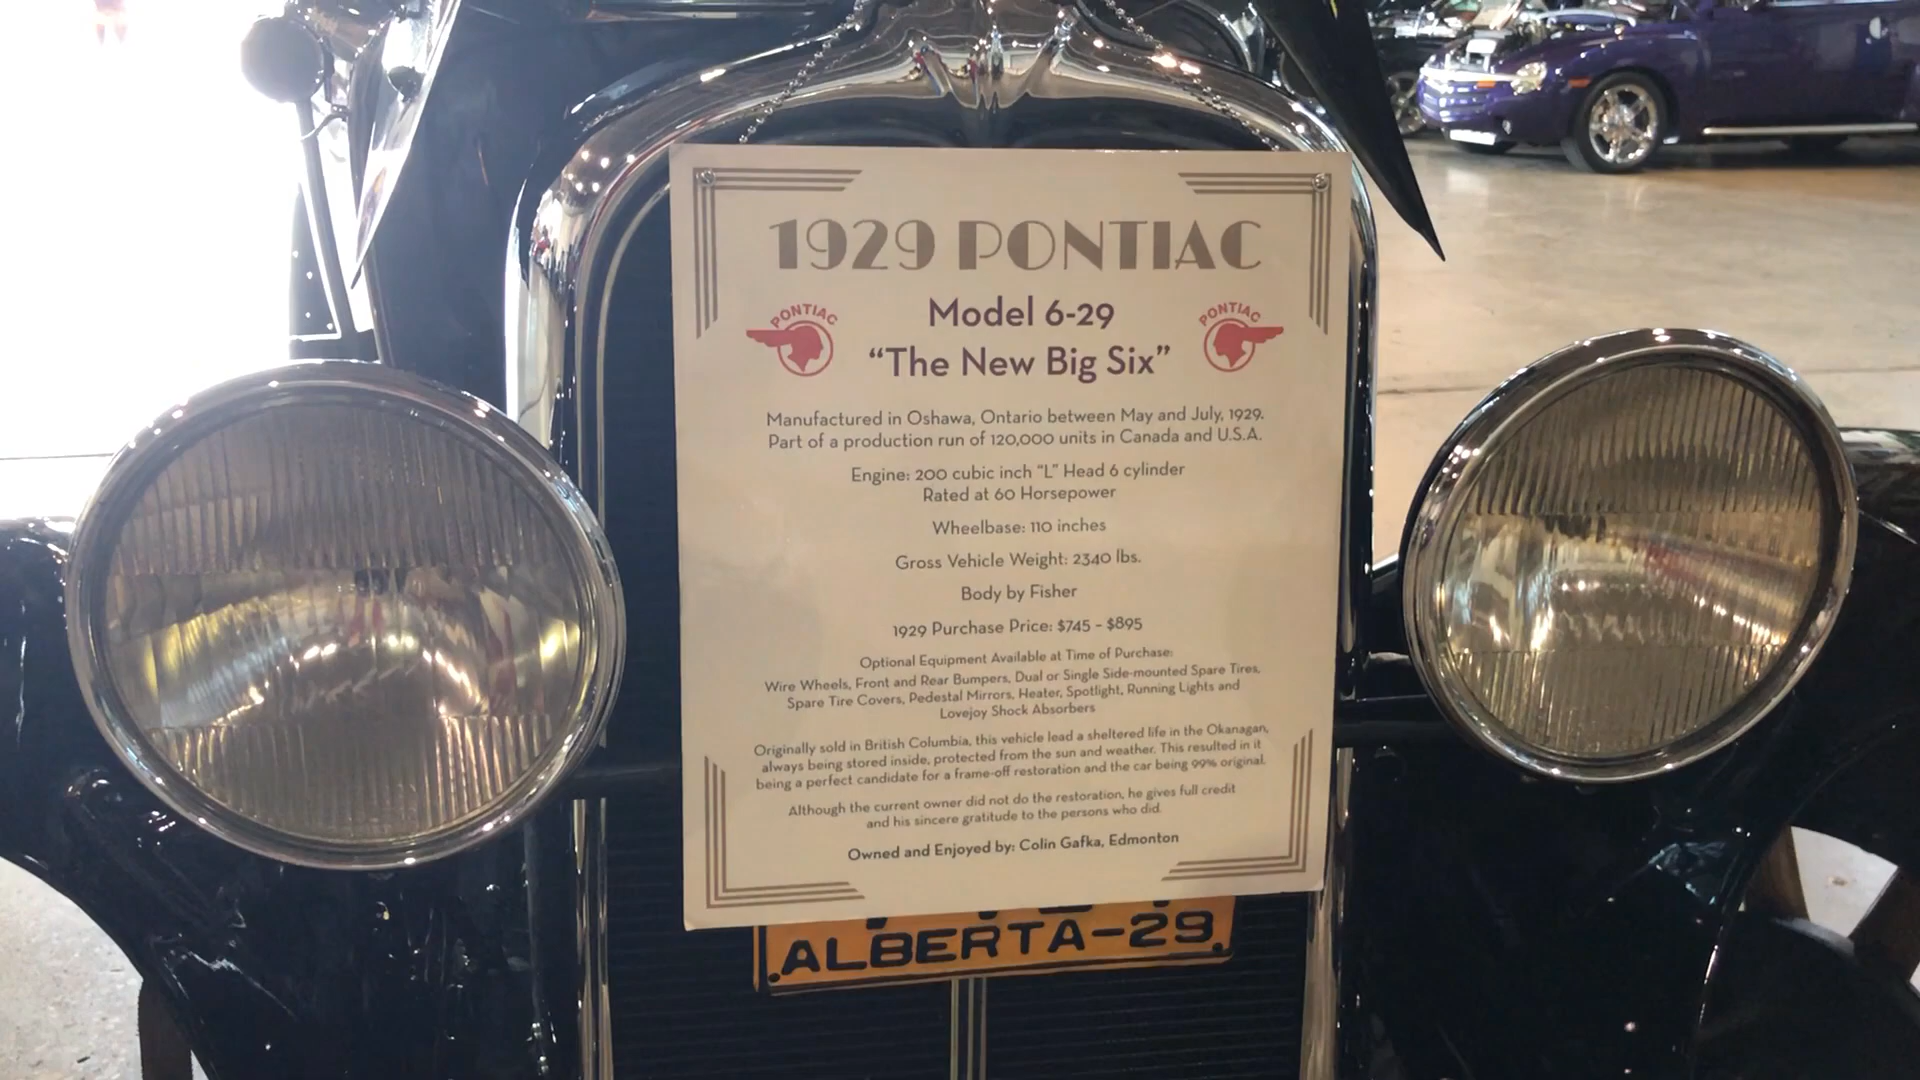 1929 PONTIAC
PONTIAC
Model 6-29
PONTIAC
"The New Big Six"
Manufactured in Oshawa, Ontario between May and July, 1929.
Part of a production run of 120,000 units in Canada and U.S.A.
Engine: 200 cubic inch "L" Head 6 cylinder
Rated at 60 Horsepower
Wheelbase: 110 inches
Gross Vehicle Weight: 2340 lbs.
Body by Fisher
1929 Purchase Price: $745 - $895
Optional Equipment Available at Time of Purchase:
Wire Wheels, Front and Rear Bumpers, Dual or Single Side-mounted Spare Tires,
Spare Tire Covers, Pedestal Mirrors, Heater, Spotlight, Running Lights and
Lovejoy Shock Absorbers
Originally sold in British Columbia, this vehicle lead a sheltered life in the Okanagan,
always being stored inside, protected from the sun and weather. This resulted in it
being a perfect candidate for a frame-off restoration and the car being 99% original.
Although the current owner did not do the restoration, he gives full credit
and his sincere gratitude to the persons who did.
Owned and Enjoyed by: Colin Gafka, Edmonton
ALBERTA-29